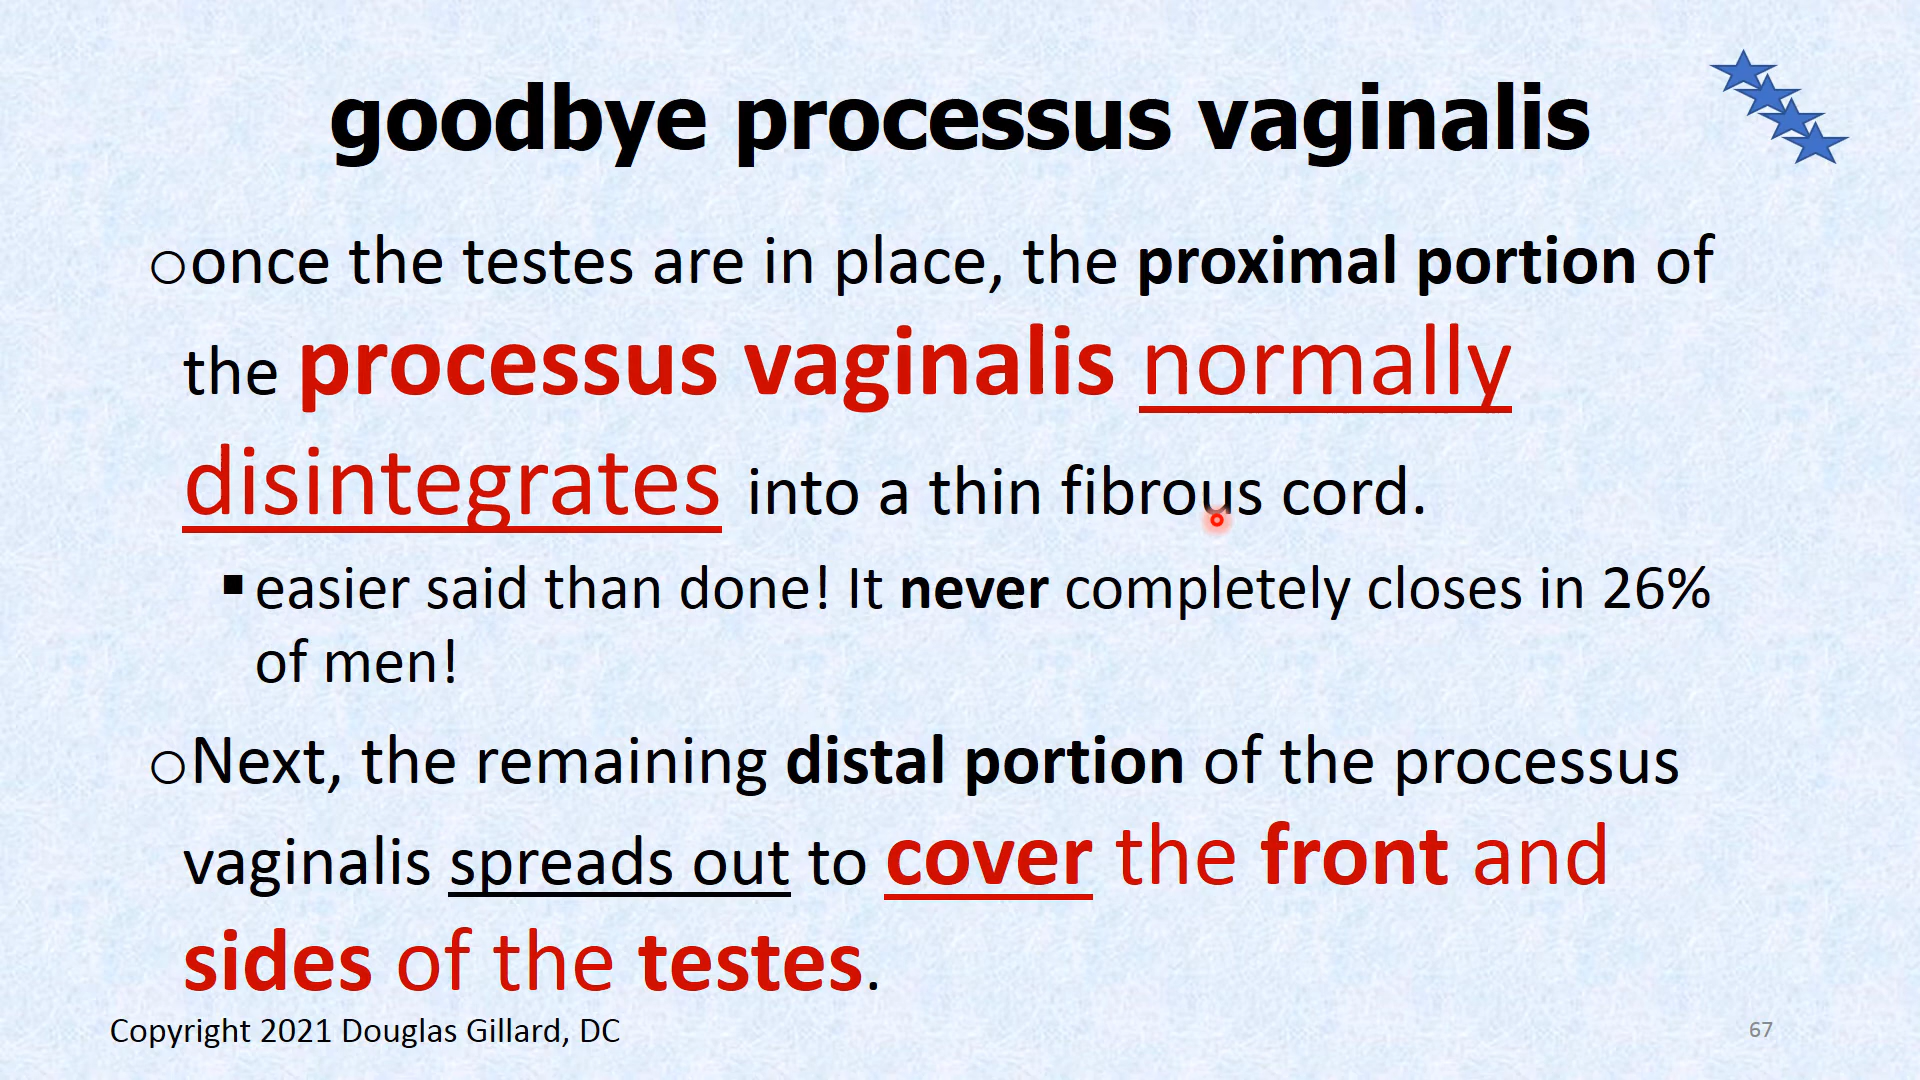 goodbye processus vaginalis
once the testes are in place, the proximal portion of
the processus vaginalis normally
disintegrates into a thin fibrous cord.
easier said than done! It never completely closes in 26%
of men!
Next, the remaining distal portion of the processus
vaginalis spreads out to cover the front and
sides of the testes.
Copyright 2021 Douglas Gillard, DC
67